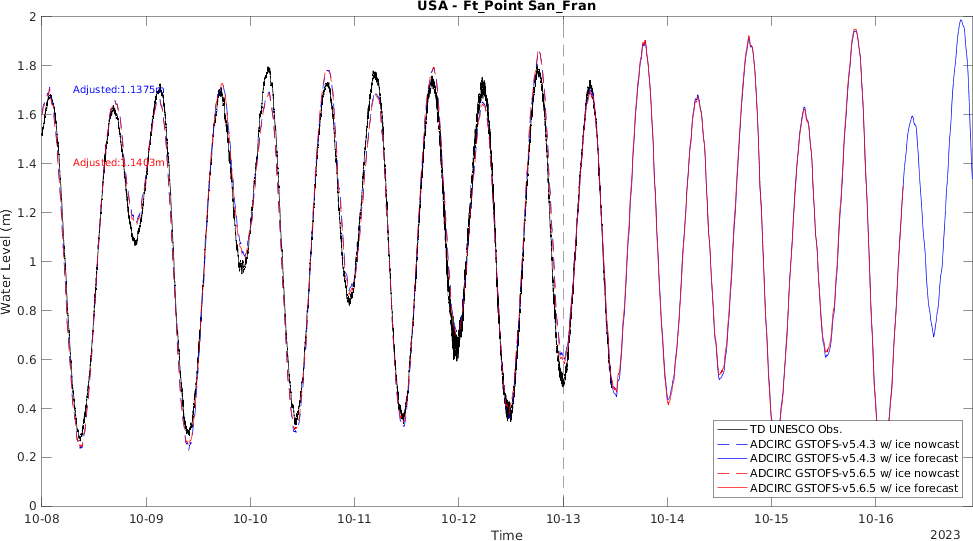 USA - Ft_Point San_Fran
2
1.8
1.6
1.4
1.2
1
0.8
0.6
0.4
0.2
0
Water Level (m)
Adjusted:1.1375m
Adjusted:1.1403m
TD UNESCO Obs.
ADCIRC GSTOFS-v5.4.3 w/ ice nowcast
ADCIRC GSTOFS-v5.4.3 w/ ice forecast
ADCIRC GSTOFS-v5.6.5 w/ ice nowcast
ADCIRC GSTOFS-v5.6.5 w/ ice forecast
10-08 10-09 10-10 10-11 10-12 10-13 10-14 10-15 10-16
Time
2023